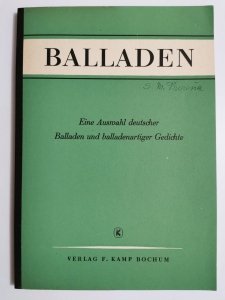 BALLADEN
Eine Auswahl deutscher
Balladen und balladenartiger Gedichte
K
VERLAG F. KAMP BOCHUM